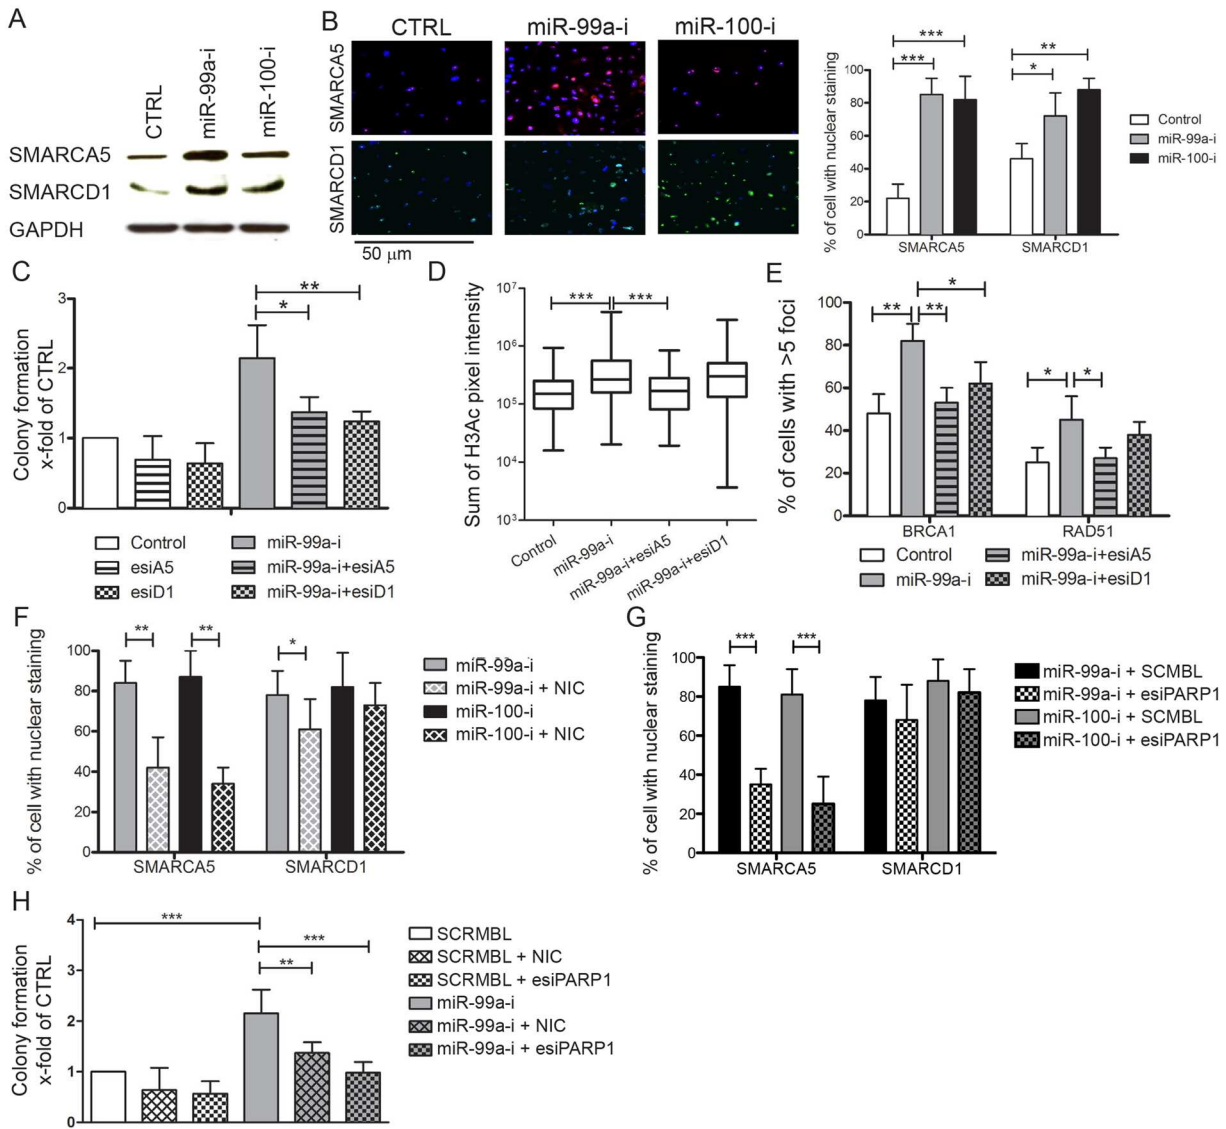 A
CTRL
miR-99a-i
miR-100-i
SMARCA5
SMARCD1
GAPDH
B
CTRL
miR-99a-i
miR-100-i
SMARCA5
SMARCD1
50 μm
% of cell with nuclear staining
100
80
60
40
20
0
***
***
**
*
SMARCA5
SMARCD1
Control
miR-99a-i
miR-100-i
C
Colony formation
x-fold of CTRL
3
2
1
0
**
*
Control
esiA5
esiD1
miR-99a-i
miR-99a-i+esiA5
miR-99a-i+esiD1
D
Sum of H3Ac pixel intensity
10⁷
10⁶
10⁵
10⁴
10³
***
***
Control
miR-99a-i
miR-99a-i+esiA5
miR-99a-i+esiD1
E
% of cells with >5 foci
100
80
60
40
20
0
*
**
**
*
*
BRCA1
RAD51
Control
miR-99a-i
miR-99a-i+esiA5
miR-99a-i+esiD1
F
% of cell with nuclear staining
100
80
60
40
20
0
**
**
*
SMARCA5
SMARCD1
miR-99a-i
miR-99a-i + NIC
miR-100-i
miR-100-i + NIC
G
% of cell with nuclear staining
100
80
60
40
20
0
***
***
SMARCA5
SMARCD1
miR-99a-i + SCMBL
miR-99a-i + esiPARP1
miR-100-i + SCMBL
miR-100-i + esiPARP1
H
Colony formation
x-fold of CTRL
4
3
2
1
0
***
***
**
SCRMBL
SCRMBL + NIC
SCRMBL + esiPARP1
miR-99a-i
miR-99a-i + NIC
miR-99a-i + esiPARP1